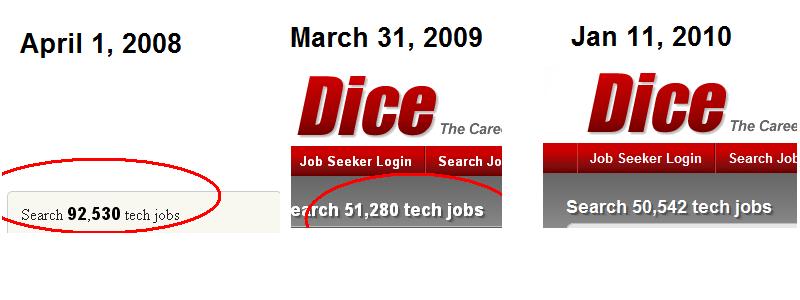 April 1, 2008
Search 92,530 tech jobs
March 31, 2009
Dice
The Caree
Job Seeker Login Search Jo
earch 51,280 tech jobs
Jan 11, 2010
Dice
The Caree
Job Seeker Login Search Jo
Search 50,542 tech jobs